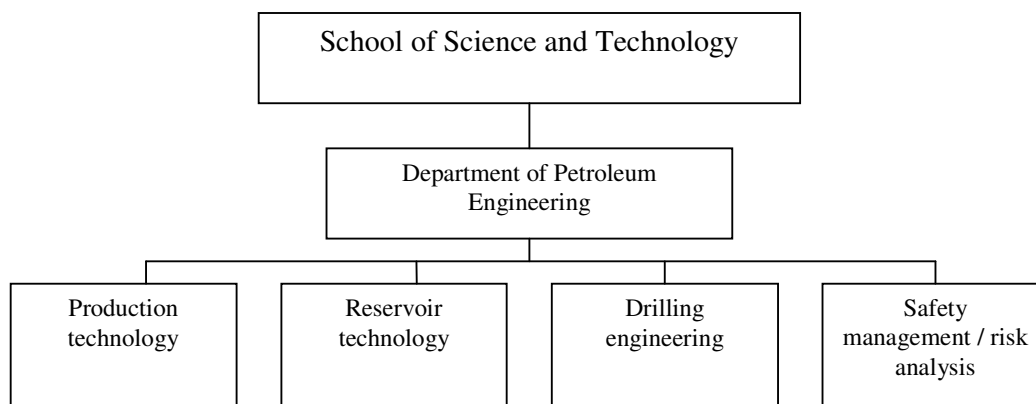 School of Science and Technology
Department of Petroleum
Engineering
Production
technology
Reservoir
technology
Drilling
engineering
Safety
management / risk
analysis